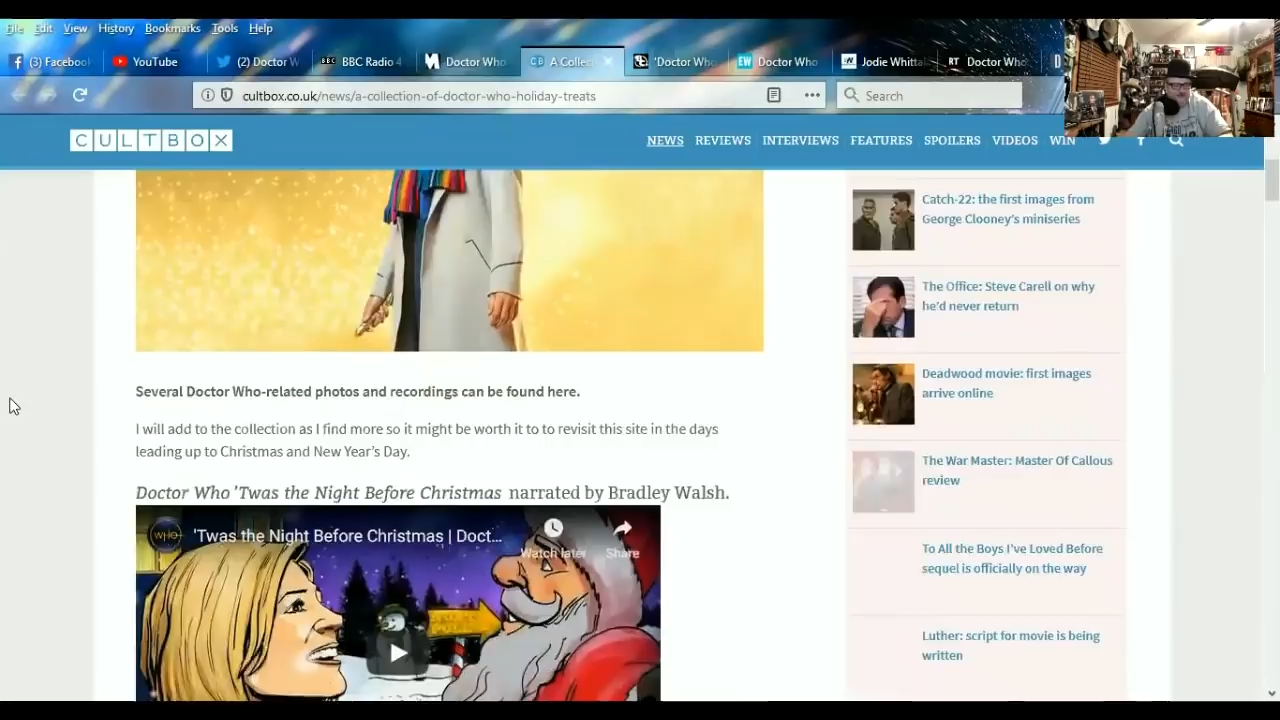 File Edit View History Bookmarks Tools Help
(3) Facebook
YouTube
(2) Doctor W
BBC Radio 4
Doctor Who
A Collec
'Doctor Who
Doctor Who
Jodie Whitta
Doctor Who
cultbox.co.uk/news/a-collection-of-doctor-who-holiday-treats
Search
CULTBOX
NEWS REVIEWS INTERVIEWS FEATURES SPOILERS VIDEOS WIN
Catch-22: the first images from
George Clooney's miniseries
The Office: Steve Carell on why
he'd never return
Deadwood movie: first images
arrive online
The War Master: Master Of Callous
review
To All the Boys I've Loved Before
sequel is officially on the way
Luther: script for movie is being
written
Several Doctor Who-related photos and recordings can be found here.
I will add to the collection as I find more so it might be worth it to to revisit this site in the days
leading up to Christmas and New Year's Day.
Doctor Who 'Twas the Night Before Christmas narrated by Bradley Walsh.
WHO
'Twas the Night Before Christmas | Doct...
Watch later Share